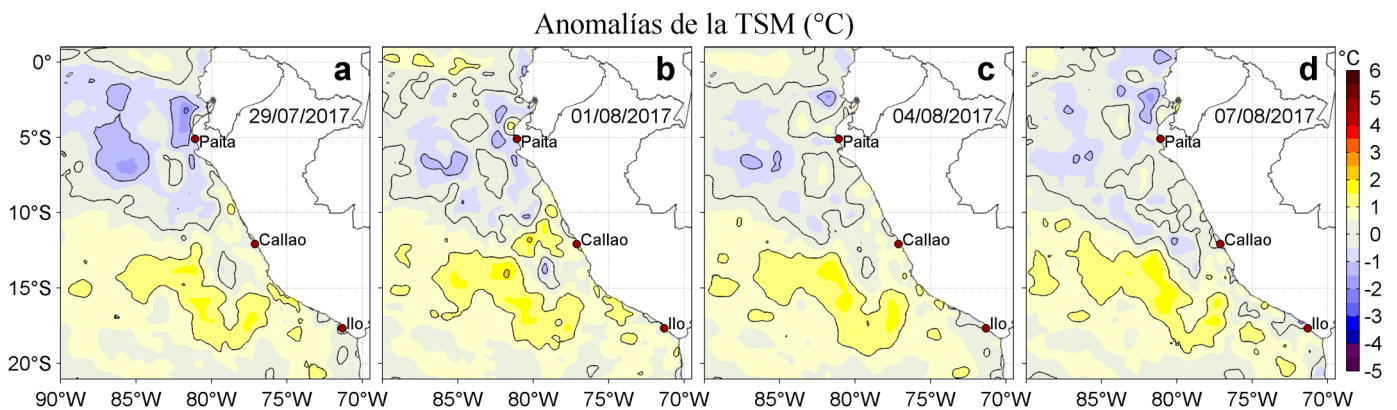 Anomalías de la TSM (°C)
0°
5°S
10°S
15°S
20°S
a
29/07/2017
Paita
Callao
Ilo
90°W
85°W
80°W
75°W
70°W
b
01/08/2017
Paita
Callao
Ilo
85°W
80°W
75°W
70°W
c
04/08/2017
Paita
Callao
Ilo
85°W
80°W
75°W
70°W
d
07/08/2017
Paita
Callao
Ilo
85°W
80°W
75°W
70°W
°C
6
5
4
3
2
1
0
-1
-2
-3
-4
-5